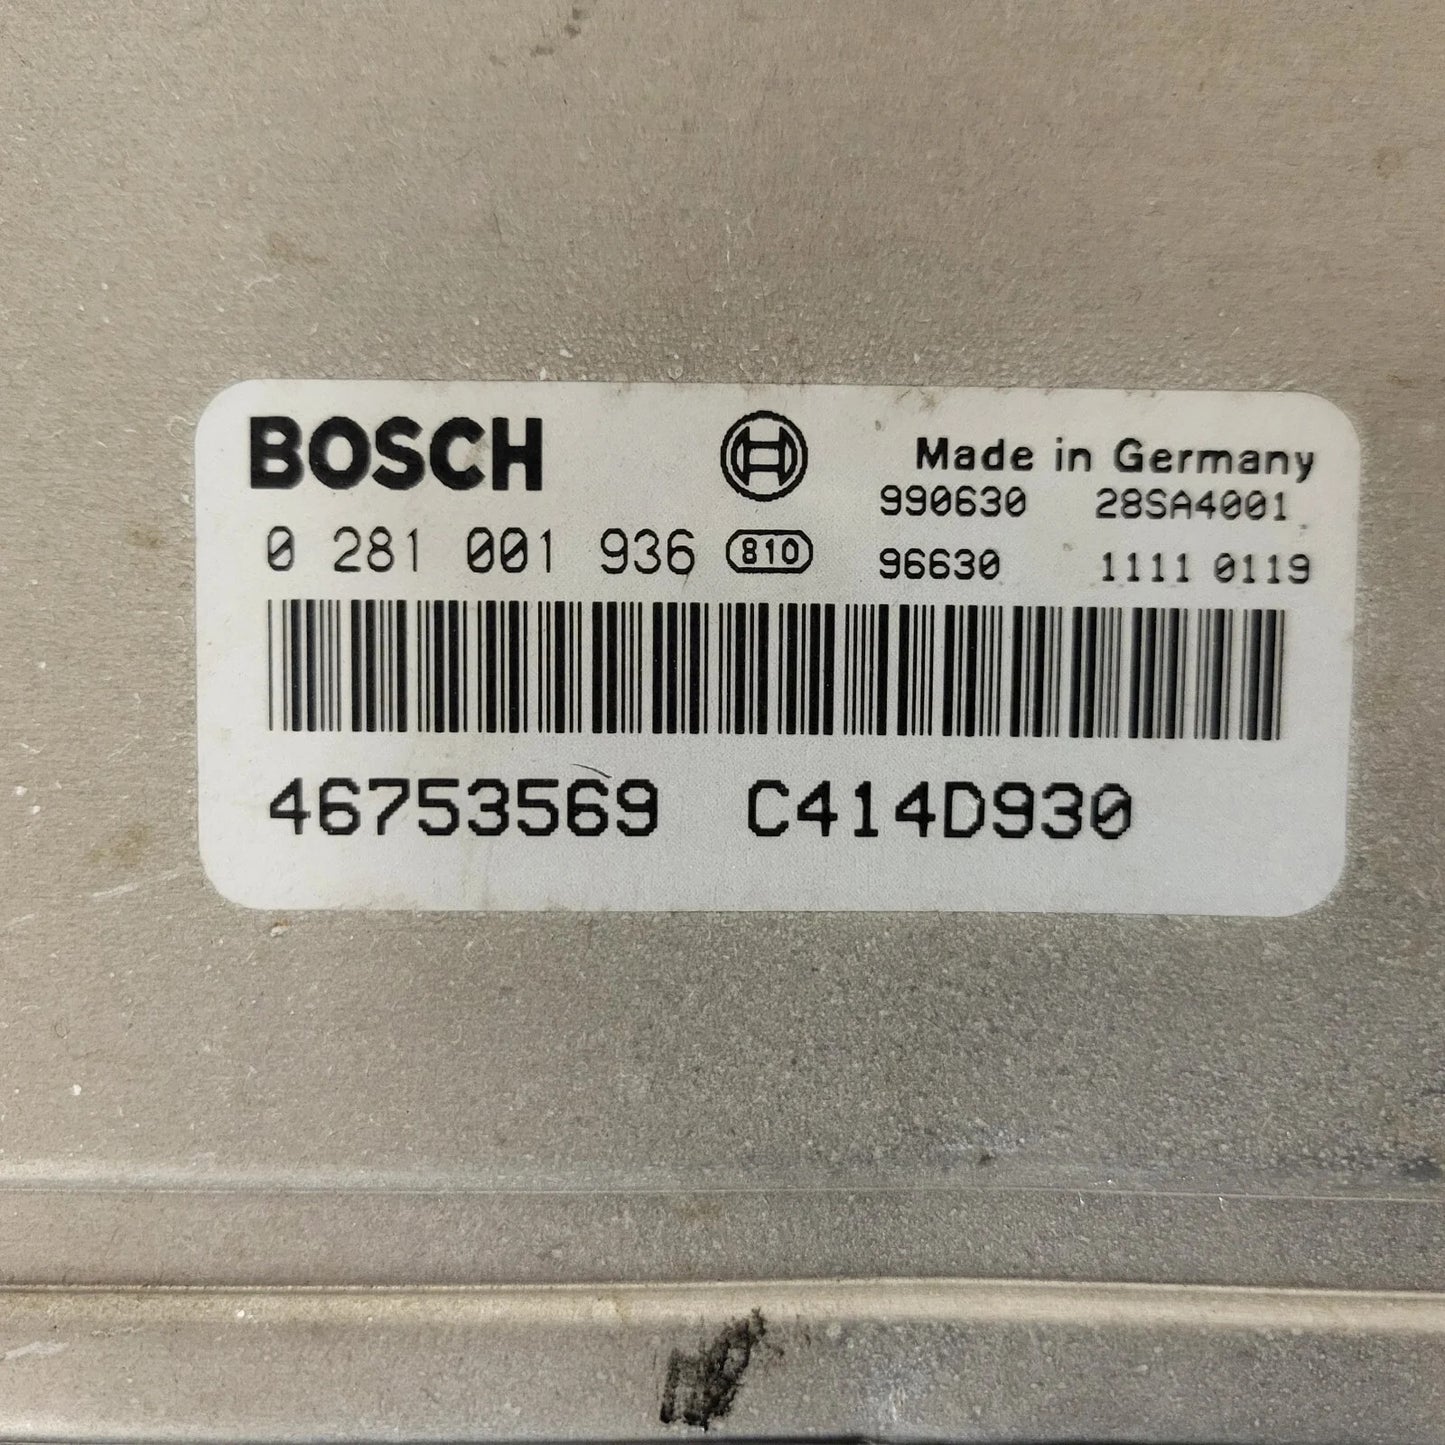 BOSCH Made in Germany
990630 28SA4001
0 281 001 936 810 96630 1111 0119
46753569 C414D930